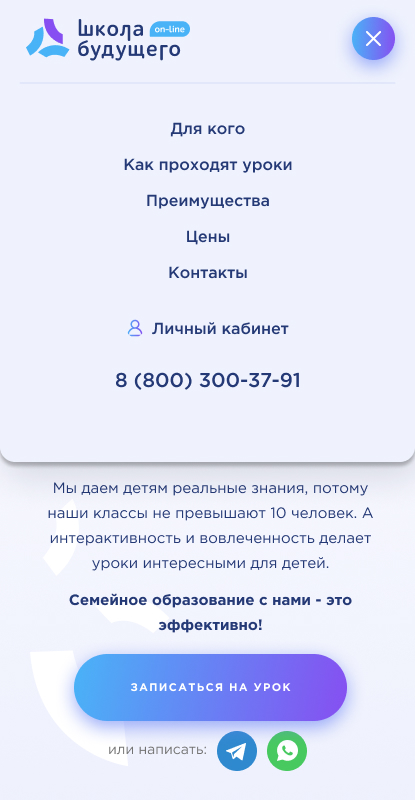 школа on-line
будущего
Для кого
Как проходят уроки
Преимущества
Цены
Контакты
Личный кабинет
8 (800) 300-37-91
Мы даем детям реальные знания, потому
наши классы не превышают 10 человек. А
интерактивность и вовлеченность делает
уроки интересными для детей.
Семейное образование с нами - это
эффективно!
ЗАПИСАТЬСЯ НА УРОК
или написать: